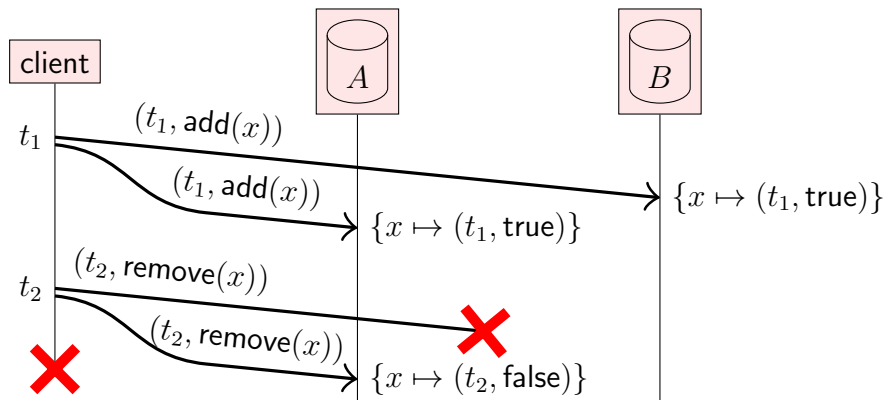 client
A
B
t₁
(t₁, add(x))
(t₁, add(x))
{x ↦ (t₁, true)}
{x ↦ (t₁, true)}
t₂
(t₂, remove(x))
(t₂, remove(x))
{x ↦ (t₂, false)}